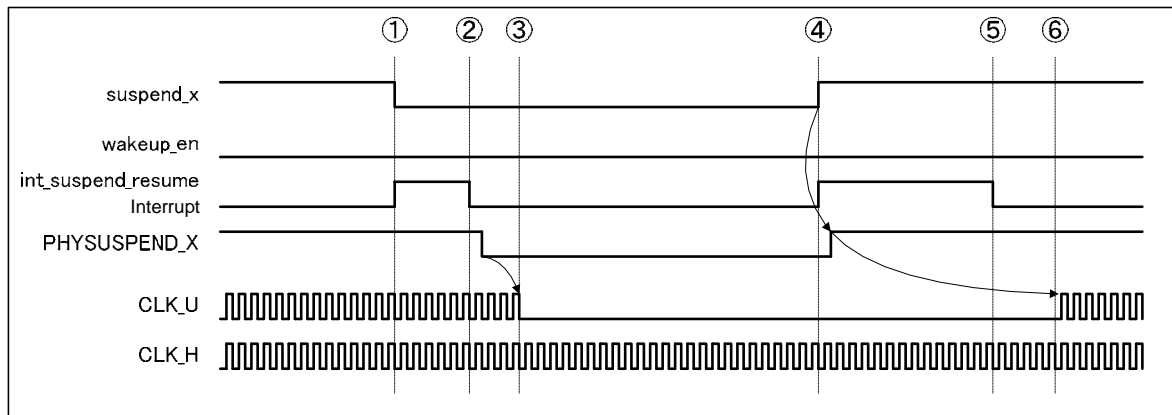 ① ② ③ ④ ⑤ ⑥
suspend_x
wakeup_en
int_suspend_resume
Interrupt
PHYSUSPEND_X
CLK_U
CLK_H